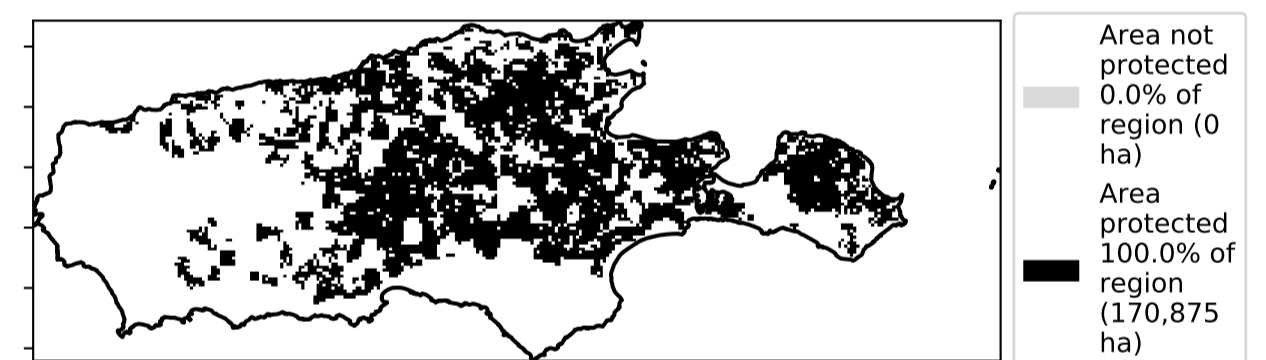 Area not
protected
0.0% of
region (0
ha)
Area
protected
100.0% of
region
(170,875
ha)